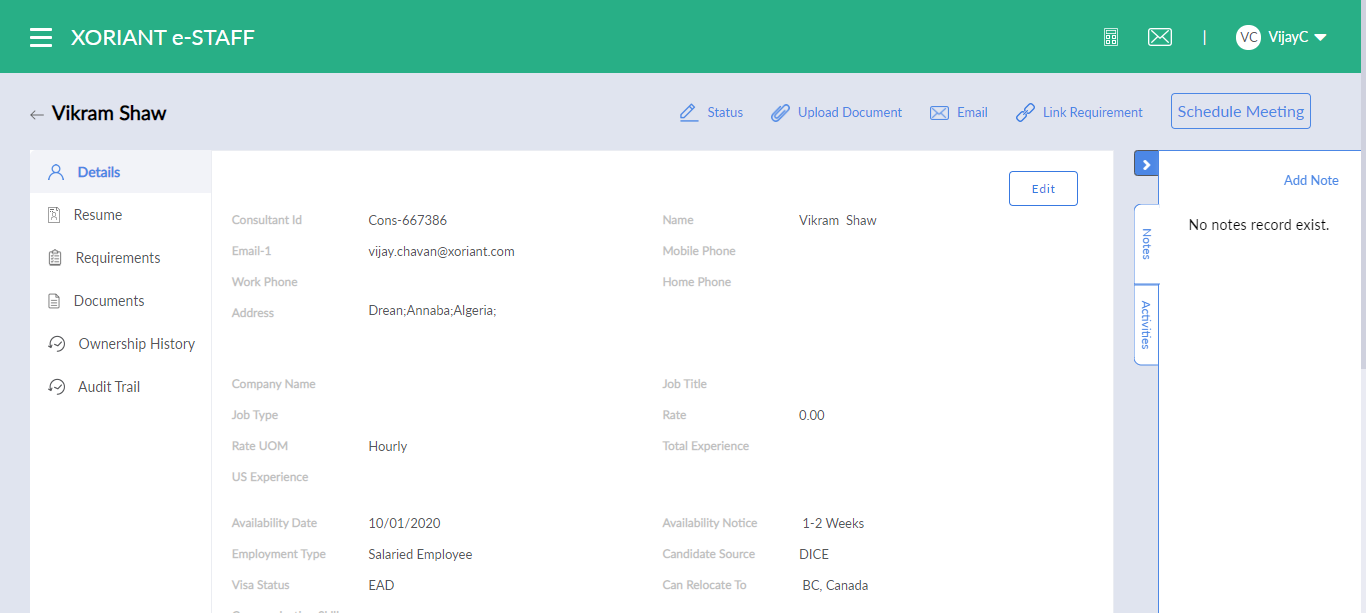 XORIANT e-STAFF
VC VijayC
Vikram Shaw
Status Upload Document Email Link Requirement Schedule Meeting
Details
Resume
Requirements
Documents
Ownership History
Audit Trail
Edit
Consultant Id Cons-667386 Name Vikram Shaw
Email-1 vijay.chavan@xoriant.com Mobile Phone
Work Phone Home Phone
Address Drean;Annaba;Algeria;
Company Name Job Title
Job Type Rate 0.00
Rate UOM Hourly Total Experience
US Experience
Availability Date 10/01/2020 Availability Notice 1-2 Weeks
Employment Type Salaried Employee Candidate Source DICE
Visa Status EAD Can Relocate To BC, Canada
Add Note
No notes record exist.
Notes
Activities